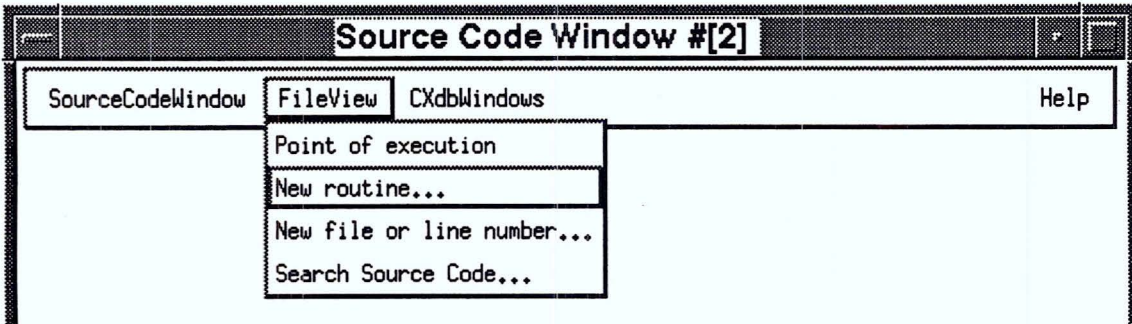 Source Code Window #[2]
SourceCodeWindow FileView CXdbWindows Help
Point of execution
New routine...
New file or line number...
Search Source Code...